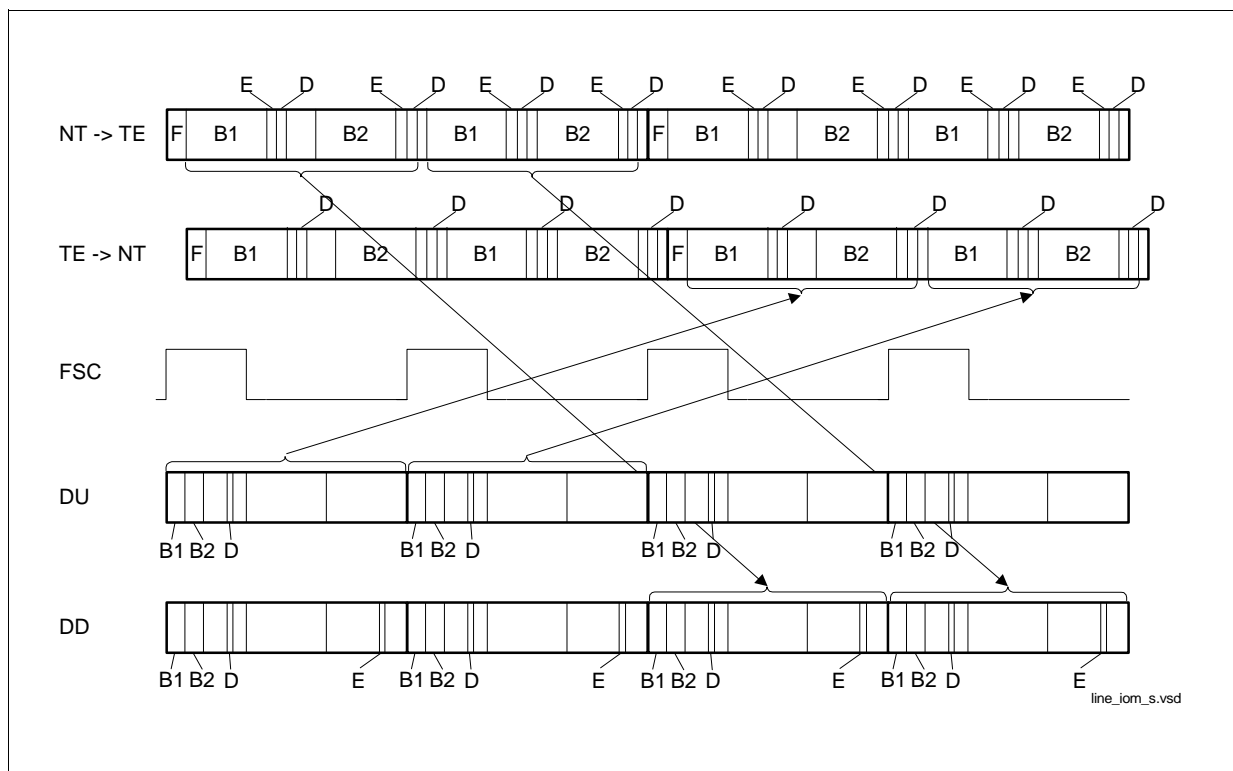 E D E D E D E D E D E D E D E D
NT -> TE F B1 B2 B1 B2 F B1 B2 B1 B2
D D D D D D D D
TE -> NT F B1 B2 B1 B2 F B1 B2 B1 B2
FSC
DU
B1 B2 D B1 B2 D B1 B2 D B1 B2 D
DD
B1 B2 D E B1 B2 D E B1 B2 D E B1 B2 D E
line_iom_s.vsd